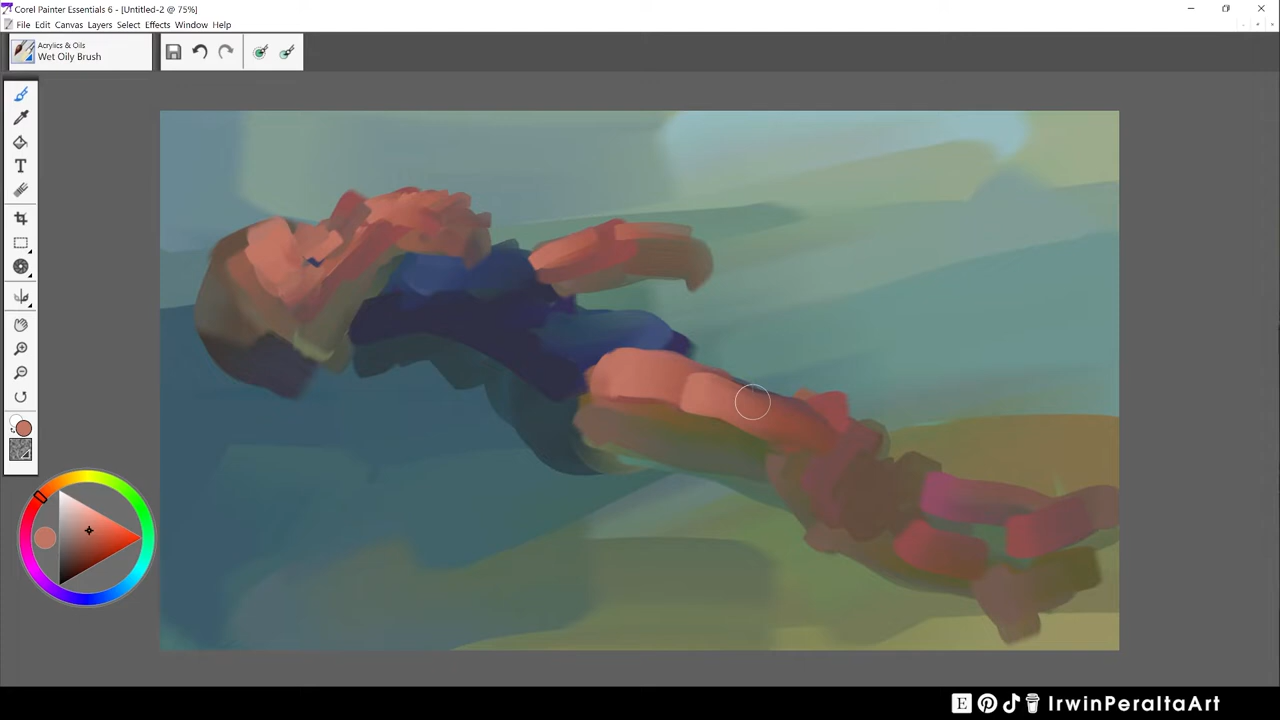 Corel Painter Essentials 6 - [Untitled-2 @ 75%]
File Edit Canvas Layers Select Effects Window Help
Acrylics & Oils
Wet Oily Brush
T
E IrwinPeraltaArt